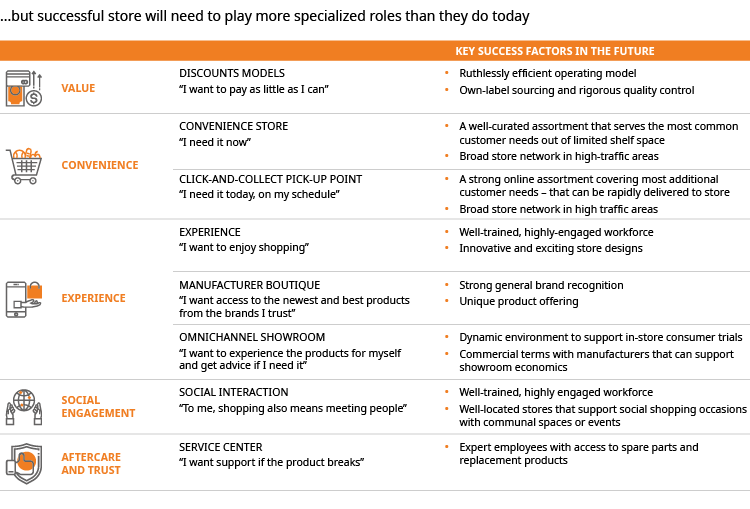 ...but successful store will need to play more specialized roles than they do today
KEY SUCCESS FACTORS IN THE FUTURE
VALUE
DISCOUNTS MODELS
“I want to pay as little as I can”
• Ruthlessly efficient operating model
• Own-label sourcing and rigorous quality control
CONVENIENCE
CONVENIENCE STORE
“I need it now”
• A well-curated assortment that serves the most common
customer needs out of limited shelf space
• Broad store network in high-traffic areas
CLICK-AND-COLLECT PICK-UP POINT
“I need it today, on my schedule”
• A strong online assortment covering most additional
customer needs – that can be rapidly delivered to store
• Broad store network in high traffic areas
EXPERIENCE
EXPERIENCE
“I want to enjoy shopping”
• Well-trained, highly-engaged workforce
• Innovative and exciting store designs
MANUFACTURER BOUTIQUE
“I want access to the newest and best products
from the brands I trust”
• Strong general brand recognition
• Unique product offering
OMNICHANNEL SHOWROOM
“I want to experience the products for myself
and get advice if I need it”
• Dynamic environment to support in-store consumer trials
• Commercial terms with manufacturers that can support
showroom economics
SOCIAL
ENGAGEMENT
SOCIAL INTERACTION
“To me, shopping also means meeting people”
• Well-trained, highly engaged workforce
• Well-located stores that support social shopping occasions
with communal spaces or events
AFTERCARE
AND TRUST
SERVICE CENTER
“I want support if the product breaks”
• Expert employees with access to spare parts and
replacement products